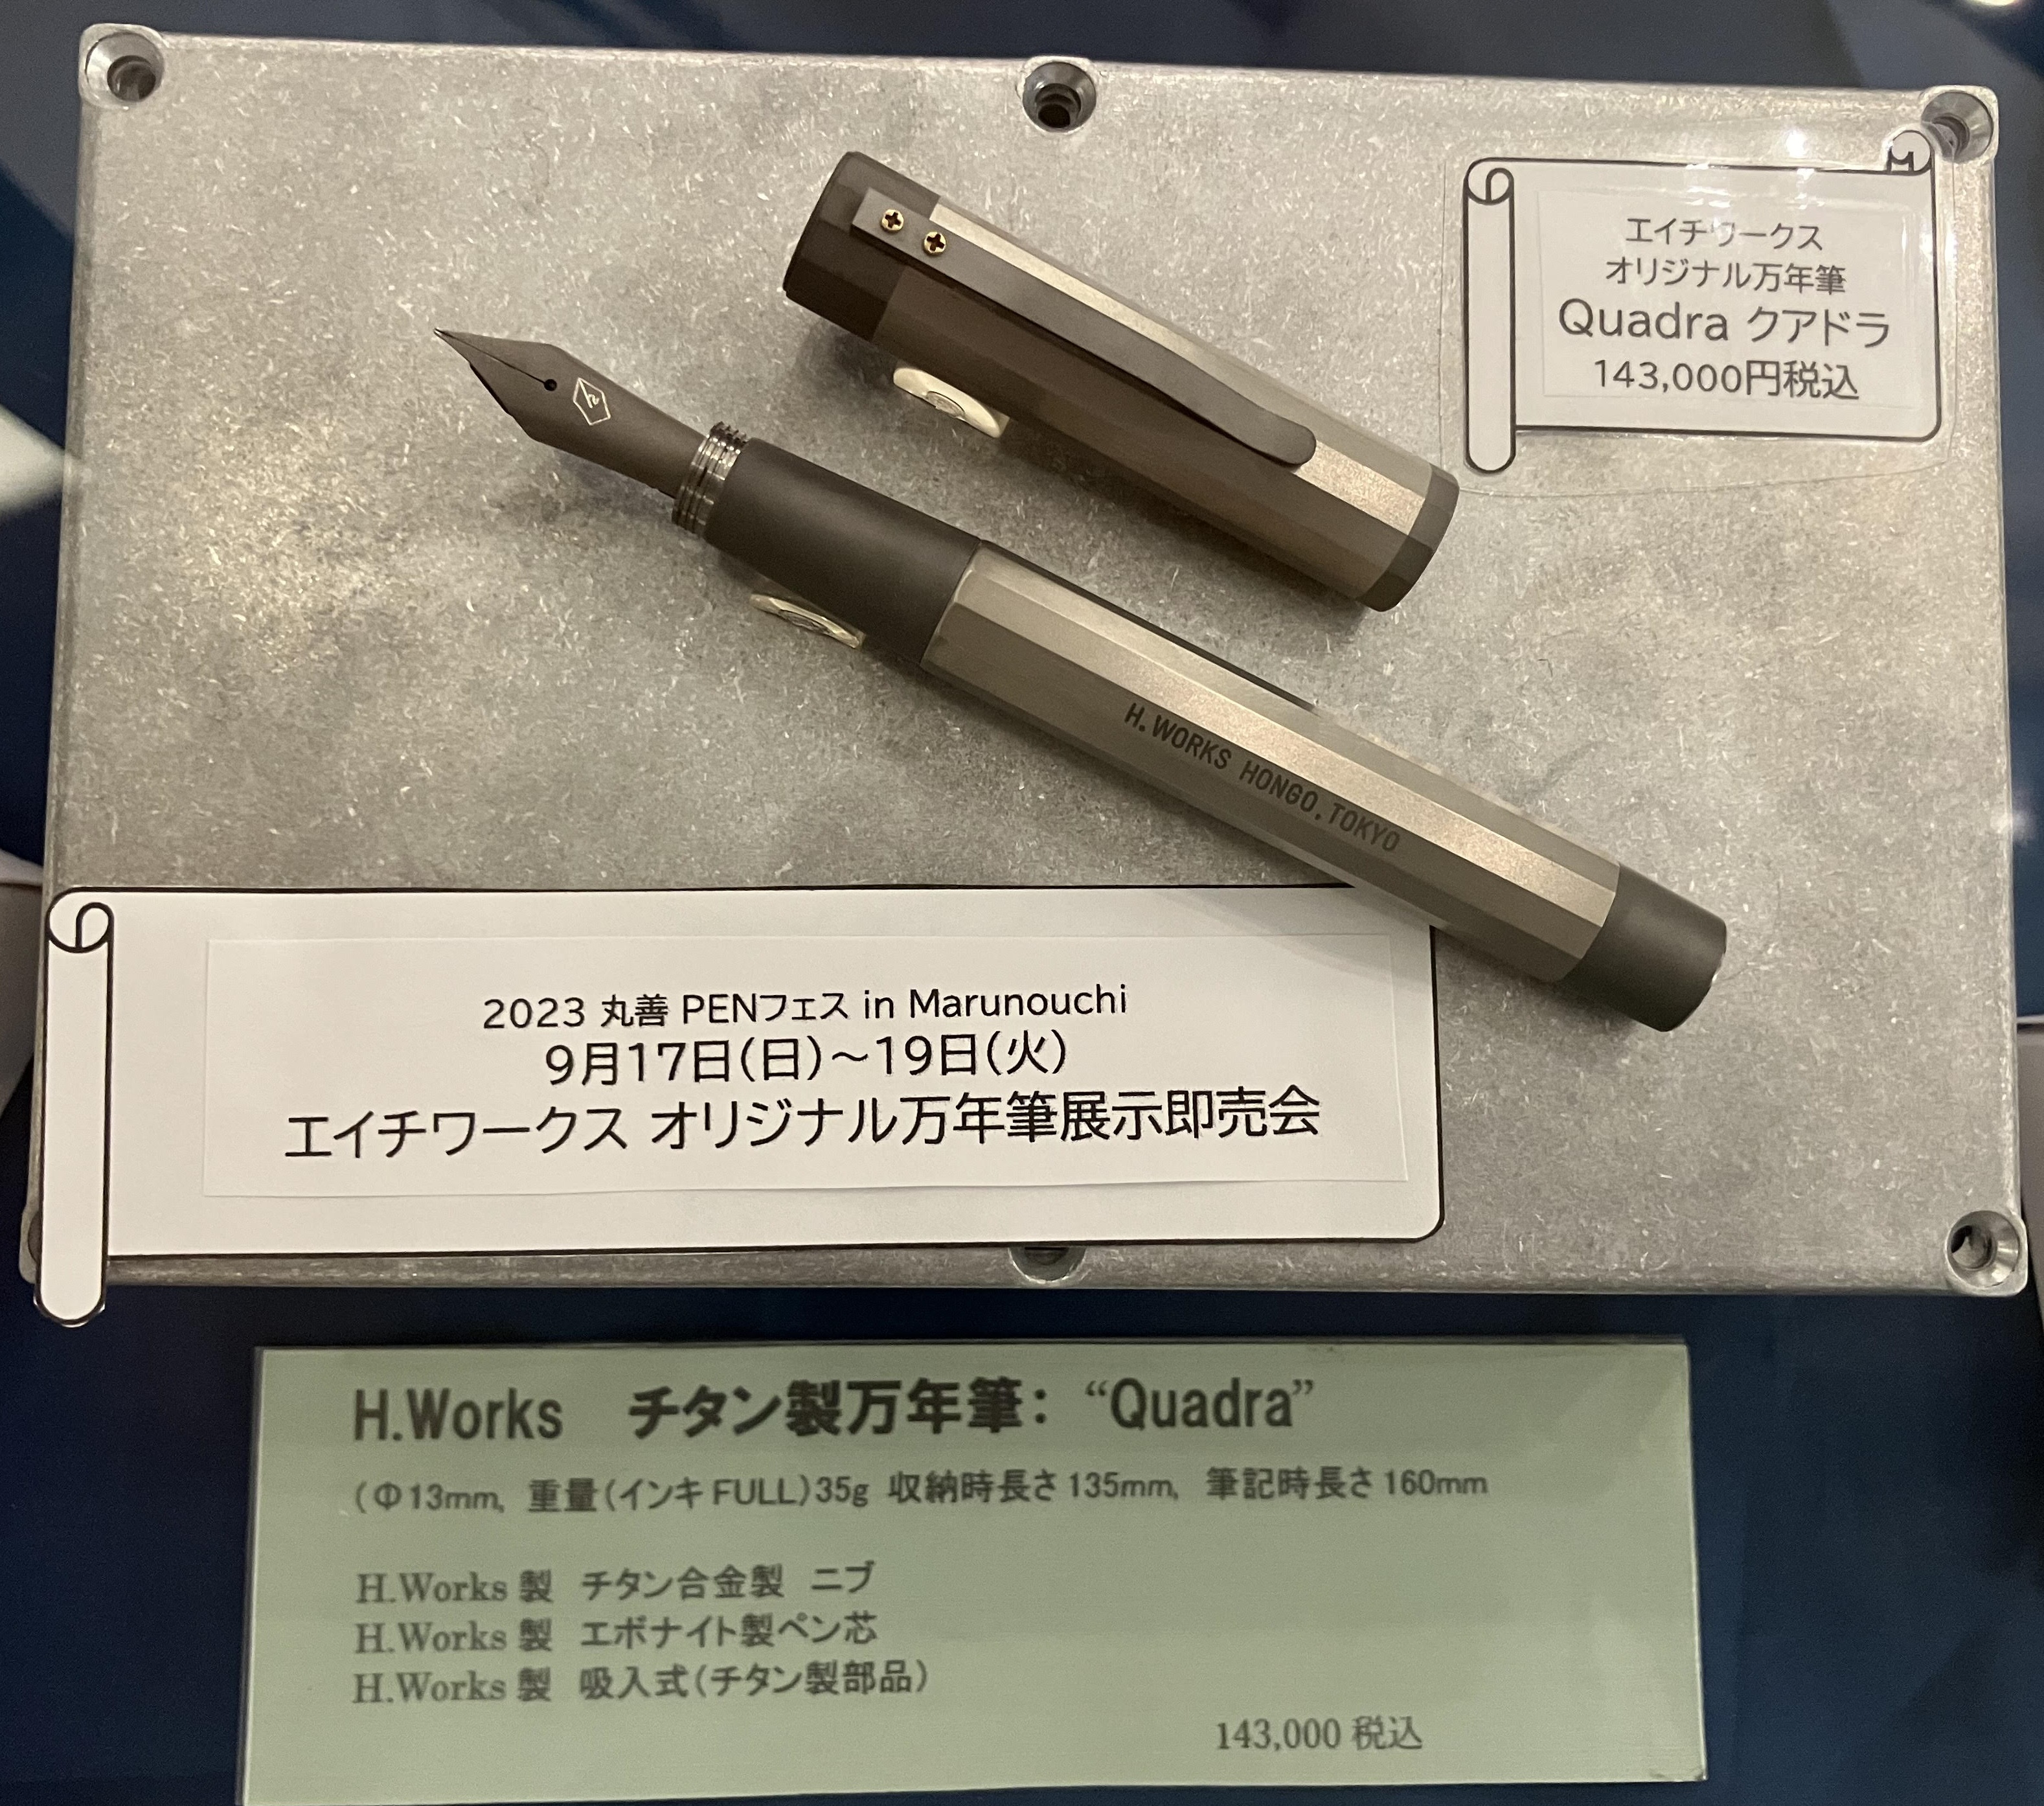 エイチワークス
オリジナル万年筆
Quadra クアドラ
143,000円税込
H.WORKS HONGO,TOKYO
2023 丸善 PENフェス in Marunouchi
9月17日(日)～19日(火)
エイチワークス オリジナル万年筆展示即売会
H.Works チタン製万年筆： “Quadra”
(Φ13mm, 重量(インキFULL)35g 収納時長さ135mm, 筆記時長さ160mm
H.Works製 チタン合金製 ニブ
H.Works製 エボナイト製ペン芯
H.Works製 吸入式(チタン製部品)
143,000 税込